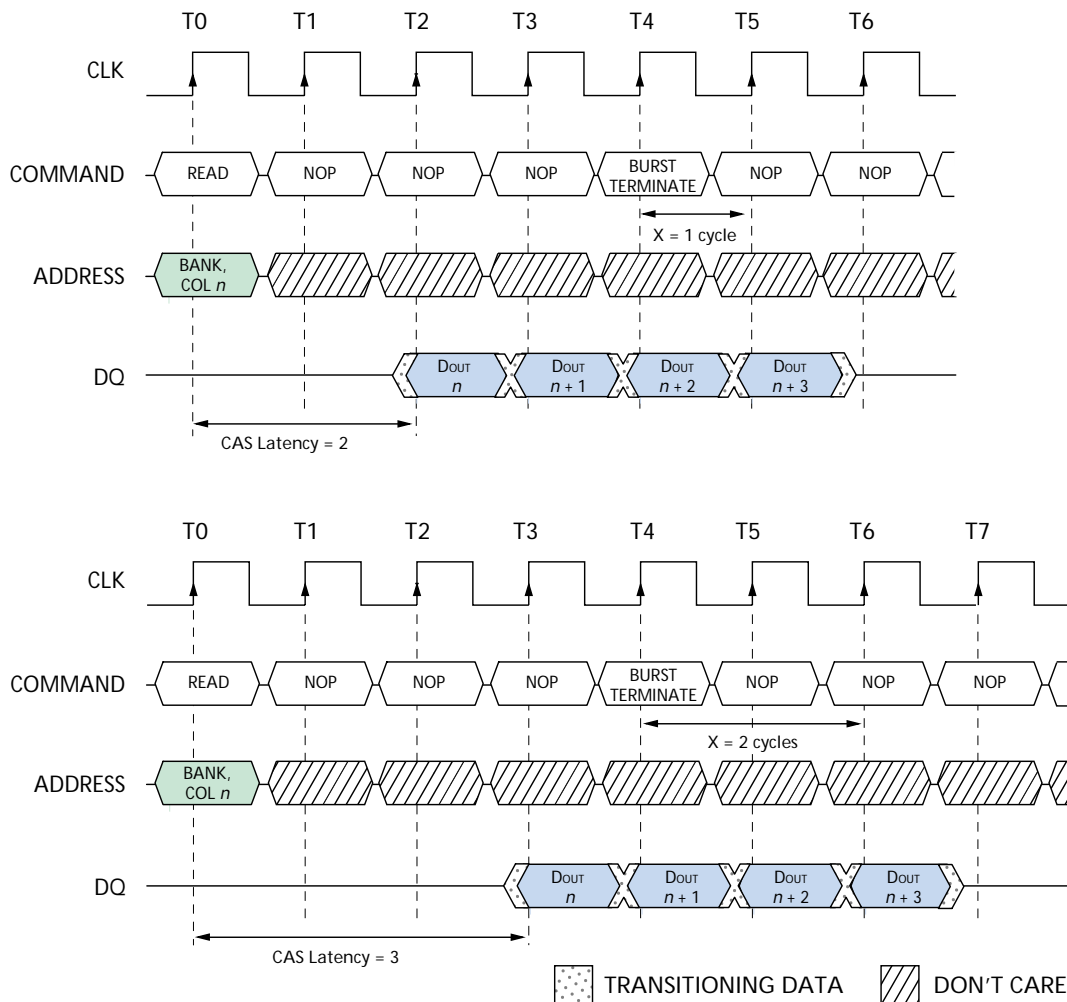 T0 T1 T2 T3 T4 T5 T6
CLK
COMMAND READ NOP NOP NOP BURST TERMINATE NOP NOP
X = 1 cycle
ADDRESS BANK, COL n
DQ DOUT n DOUT n + 1 DOUT n + 2 DOUT n + 3
CAS Latency = 2
T0 T1 T2 T3 T4 T5 T6 T7
CLK
COMMAND READ NOP NOP NOP BURST TERMINATE NOP NOP NOP
X = 2 cycles
ADDRESS BANK, COL n
DQ DOUT n DOUT n + 1 DOUT n + 2 DOUT n + 3
CAS Latency = 3
TRANSITIONING DATA DON'T CARE